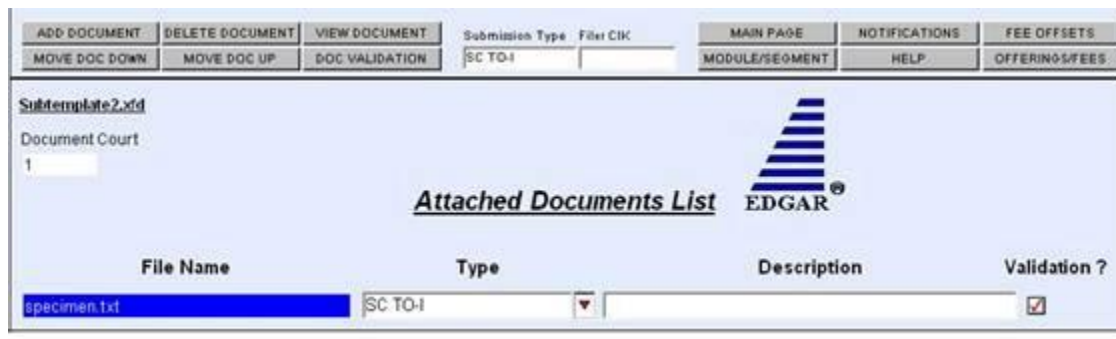 ADD DOCUMENT DELETE DOCUMENT VIEW DOCUMENT Submission Type Filer CIK MAIN PAGE NOTIFICATIONS FEE OFFSETS
MOVE DOC DOWN MOVE DOC UP DOC VALIDATION SC TO-I MODULE/SEGMENT HELP OFFERINGS/FEES
Subtemplate2.xfd
Document Court
1
Attached Documents List EDGAR®
File Name Type Description Validation ?
specimen.txt SC TO-I